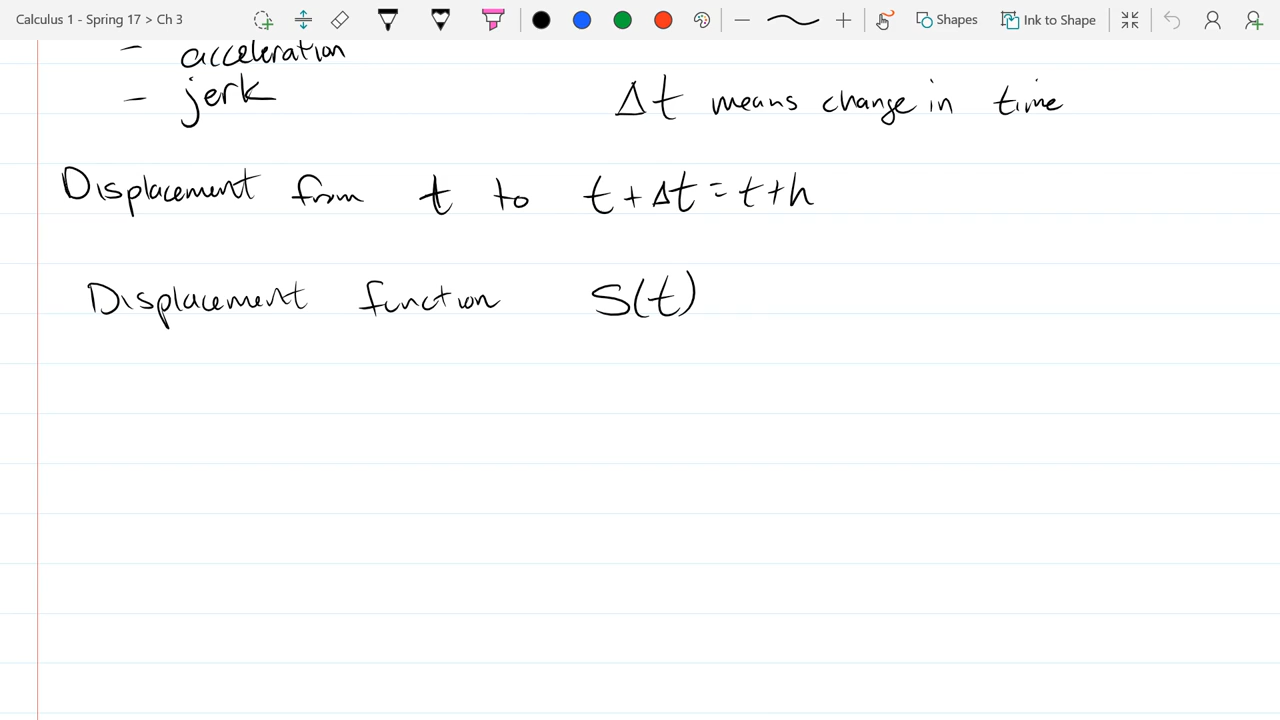 Calculus 1 - Spring 17 > Ch 3
Shapes
Ink to Shape
- acceleration
- jerk
Δt means change in time
Displacement from t to t+Δt=t+h
Displacement function S(t)